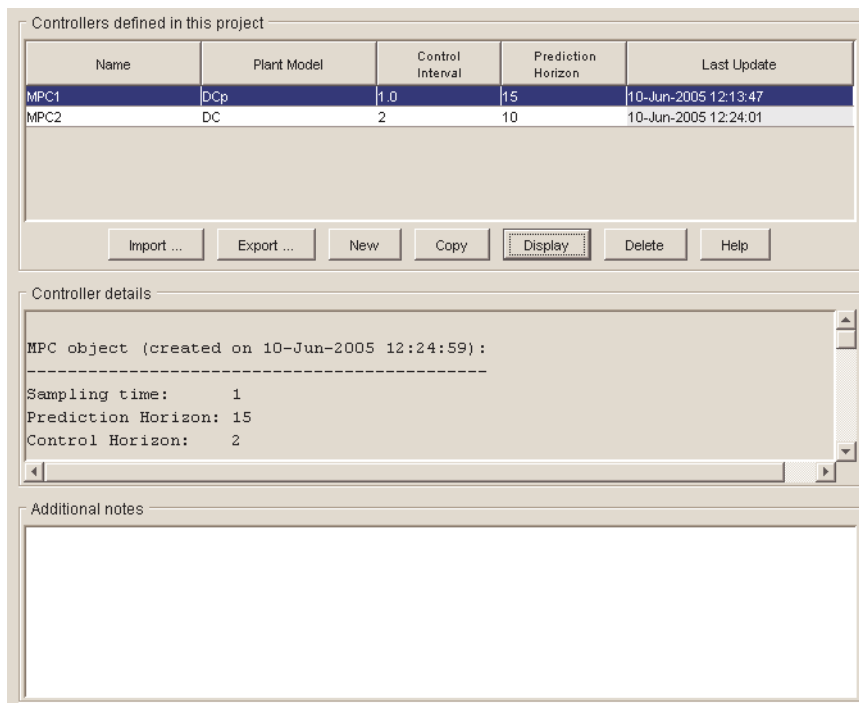 Controllers defined in this project
Name Plant Model Control Interval Prediction Horizon Last Update
MPC1 DCp 1.0 15 10-Jun-2005 12:13:47
MPC2 DC 2 10 10-Jun-2005 12:24:01
Import ... Export ... New Copy Display Delete Help
Controller details
MPC object (created on 10-Jun-2005 12:24:59):
---------------------------------------------
Sampling time: 1
Prediction Horizon: 15
Control Horizon: 2
Additional notes